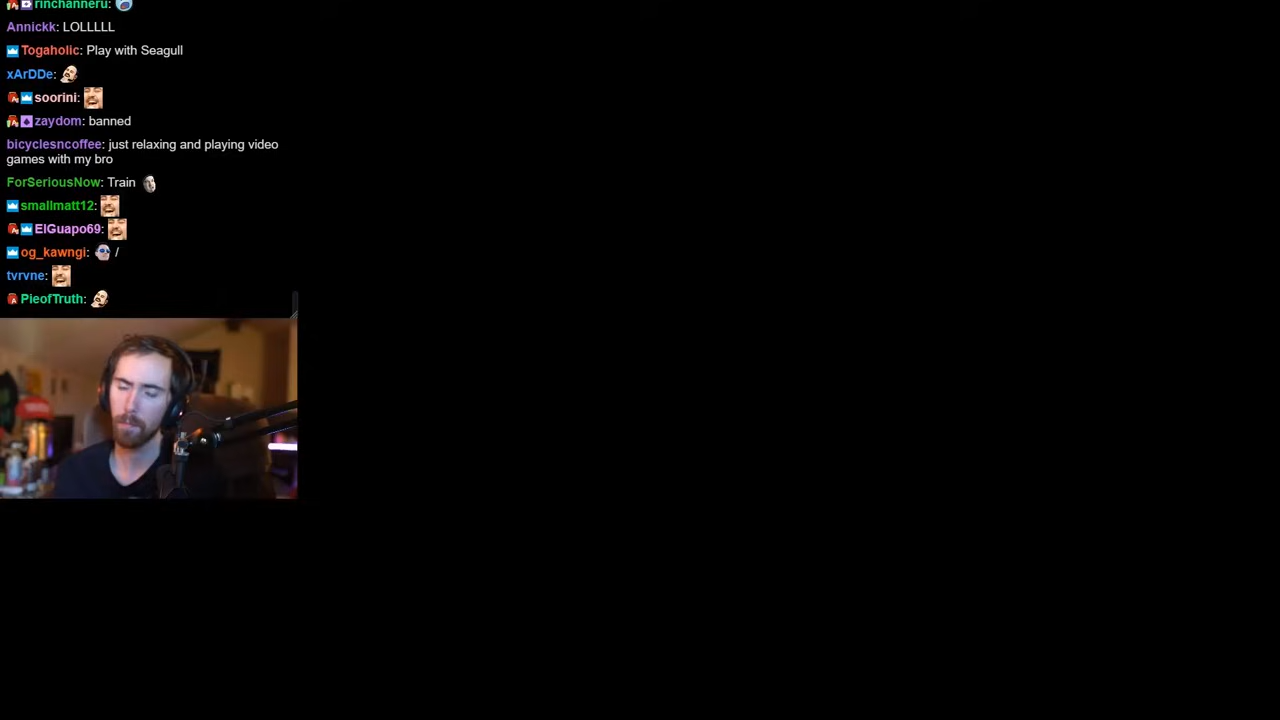 rinchanneru:
Annickk: LOLLLLL
Togaholic: Play with Seagull
xArDDe:
soorini:
zaydom: banned
bicyclesncoffee: just relaxing and playing video
games with my bro
ForSeriousNow: Train
smallmatt12:
ElGuapo69:
og_kawngi: /
tvrvne:
PieofTruth: